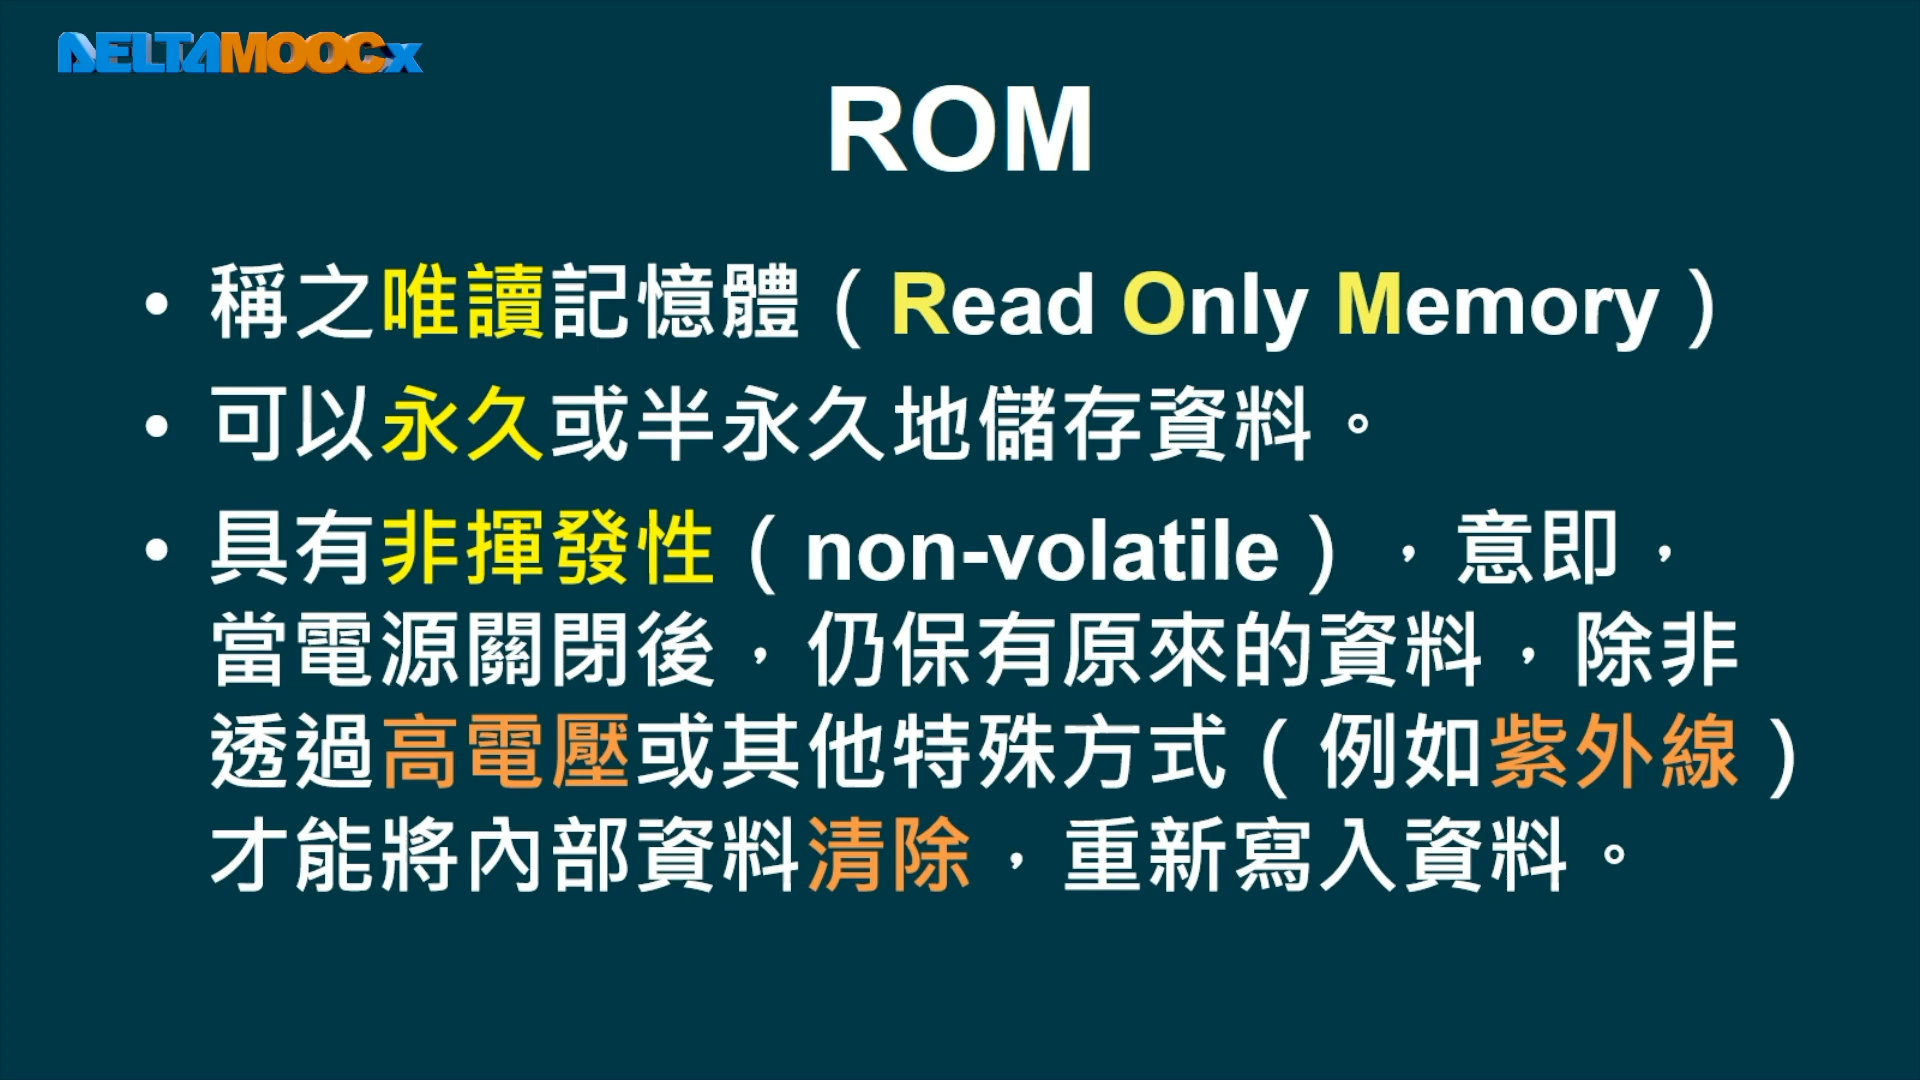 DELTAMOOCx
ROM
• 稱之唯讀記憶體（Read Only Memory）
• 可以永久或半永久地儲存資料。
• 具有非揮發性（non-volatile），意即，
當電源關閉後，仍保有原來的資料，除非
透過高電壓或其他特殊方式（例如紫外線）
才能將內部資料清除，重新寫入資料。